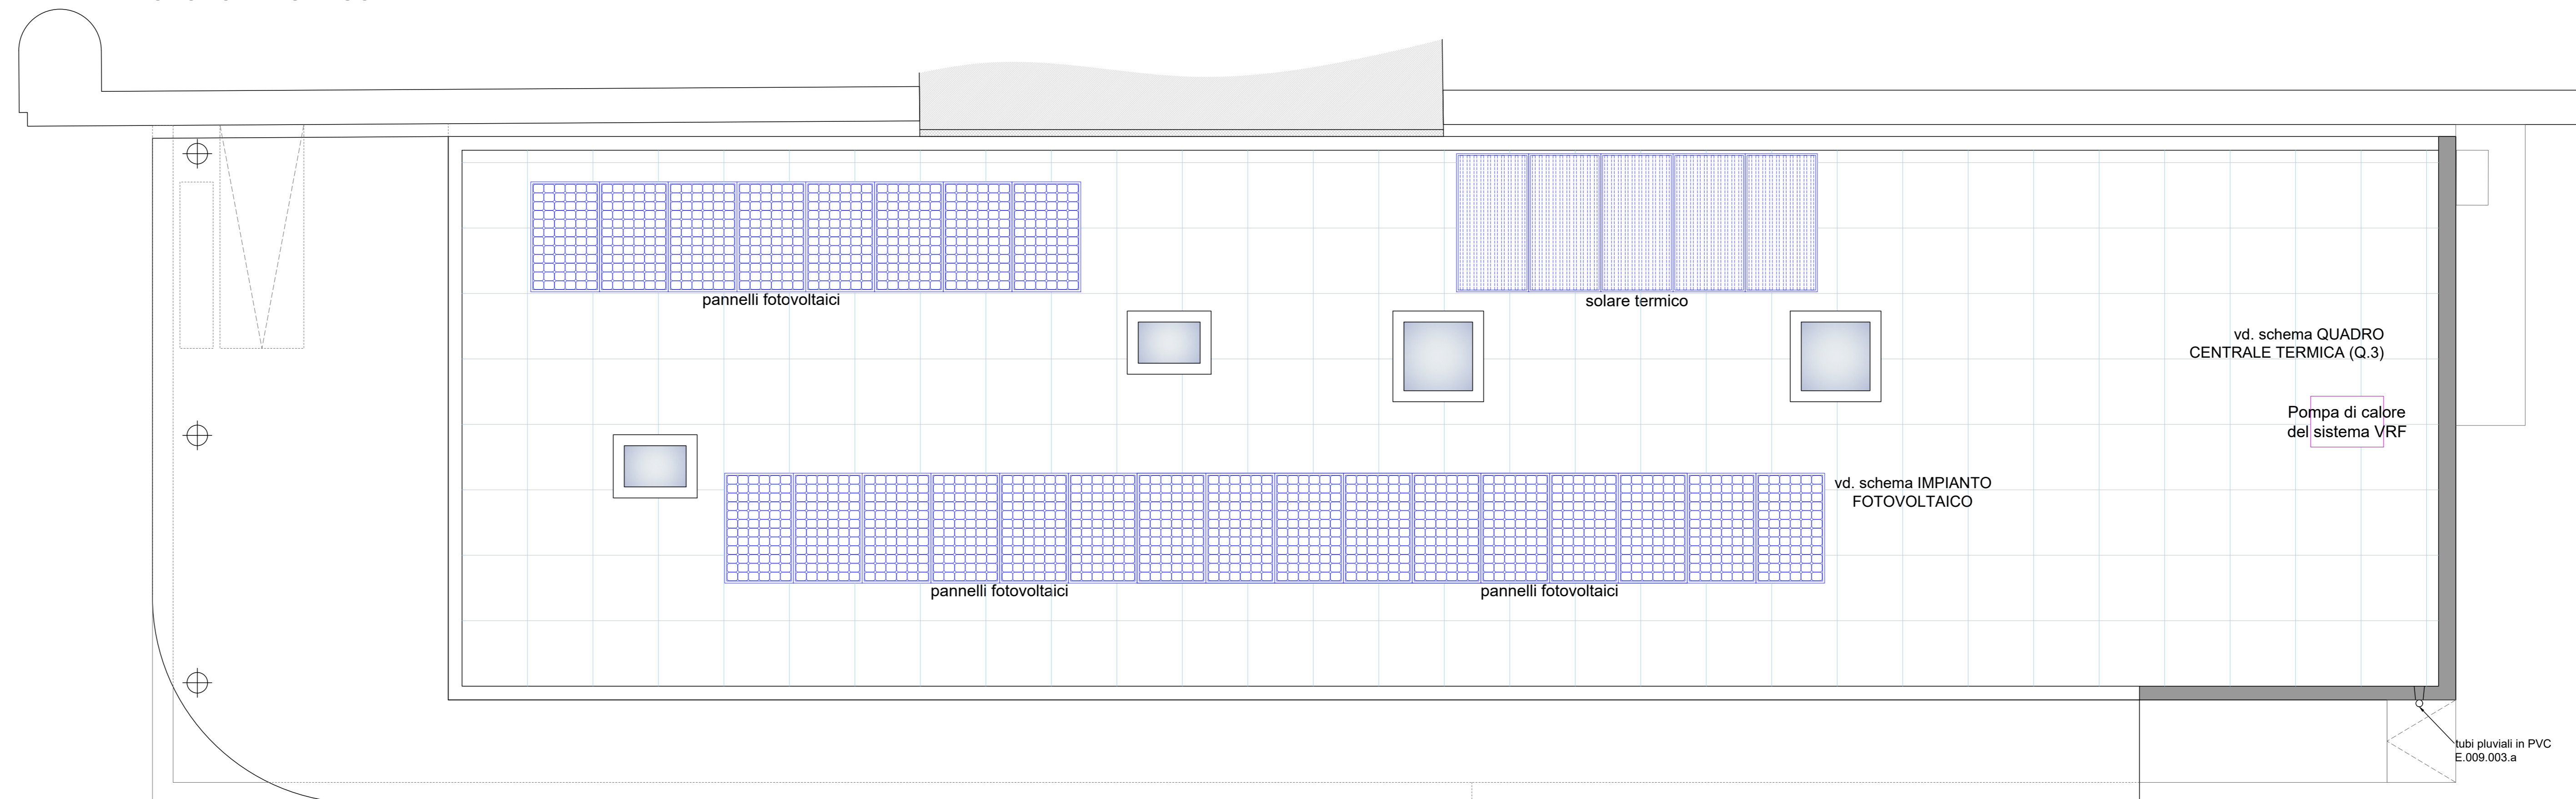 pannelli fotovoltaici
solare termico
vd. schema QUADRO
CENTRALE TERMICA (Q.3)
Pompa di calore
del sistema VRF
vd. schema IMPIANTO
FOTOVOLTAICO
pannelli fotovoltaici
pannelli fotovoltaici
tubi pluviali in PVC
E.009.003.a